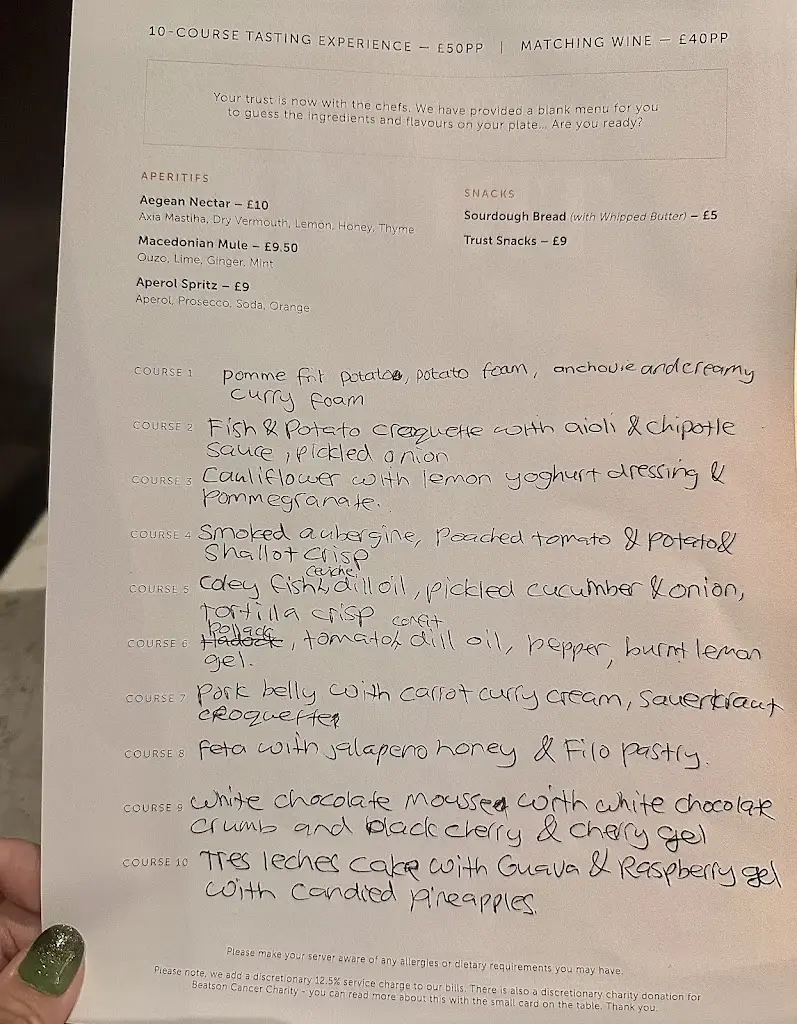 10-COURSE TASTING EXPERIENCE — £50PP | MATCHING WINE — £40PP
Your trust is now with the chefs. We have provided a blank menu for you
to guess the ingredients and flavours on your plate... Are you ready?
APERITIFS
Aegean Nectar — £10
Axia Mastiha, Dry Vermouth, Lemon, Honey, Thyme
Macedonian Mule — £9.50
Ouzo, Lime, Ginger, Mint
Aperol Spritz — £9
Aperol, Prosecco, Soda, Orange
SNACKS
Sourdough Bread (with Whipped Butter) — £5
Trust Snacks — £9
COURSE 1 pomme frit potato, potato foam, anchovie and creamy
curry foam
COURSE 2 Fish & Potato croquette with aioli & chipotle
sauce, pickled onion
COURSE 3 Cauliflower with lemon yoghurt dressing &
Pommegranate.
COURSE 4 Smoked aubergine, poached tomato & potato &
Shallot crisp
ceviche
COURSE 5 Coley fish & dill oil, pickled cucumber & onion,
tortilla crisp
Pollack confit
COURSE 6 Hadock, tomato, dill oil, pepper, burnt lemon
gel.
COURSE 7 Pork belly with carrot curry cream, sauerkraut
croquette
COURSE 8 Feta with jalapeno honey & Filo pastry.
COURSE 9 White chocolate mousse with white chocolate
crumb and black cherry & cherry gel
COURSE 10 Tres leches cake with Guava & Raspberry gel
with candied pineapples.
Please make your server aware of any allergies or dietary requirements you may have.
Please note, we add a discretionary 12.5% service charge to our bills. There is also a discretionary charity donation for
Beatson Cancer Charity - you can read more about this with the small card on the table. Thank you.